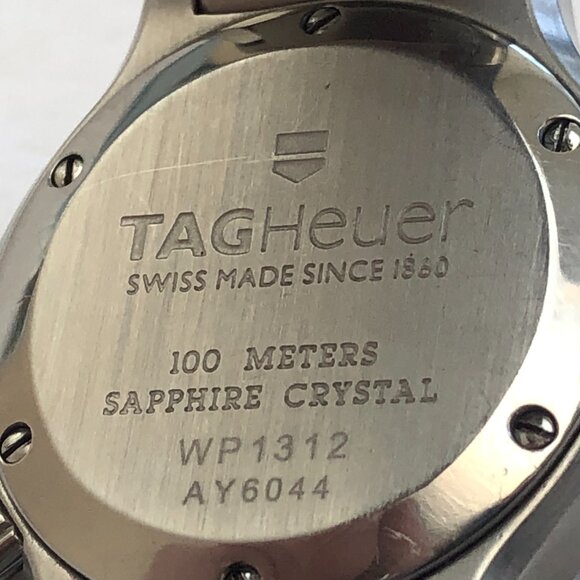 TAGHeuer
SWISS MADE SINCE 1860
100 METERS
SAPPHIRE CRYSTAL
WP1312
AY6044